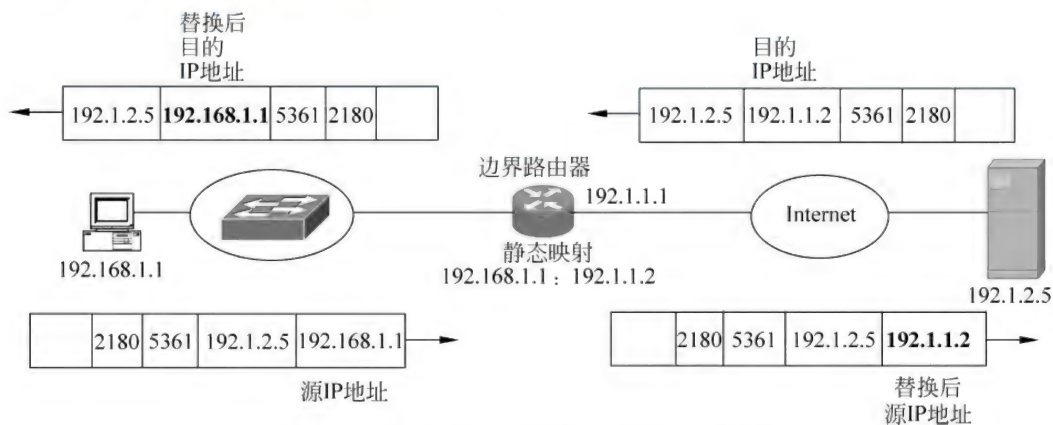 替换后
目的
IP地址
192.1.2.5 192.168.1.1 5361 2180
目的
IP地址
192.1.2.5 192.1.1.2 5361 2180
边界路由器
192.1.1.1
Internet
静态映射
192.168.1.1：192.1.1.2
192.168.1.1
192.1.2.5
2180 5361 192.1.2.5 192.168.1.1
源IP地址
2180 5361 192.1.2.5 192.1.1.2
替换后
源IP地址